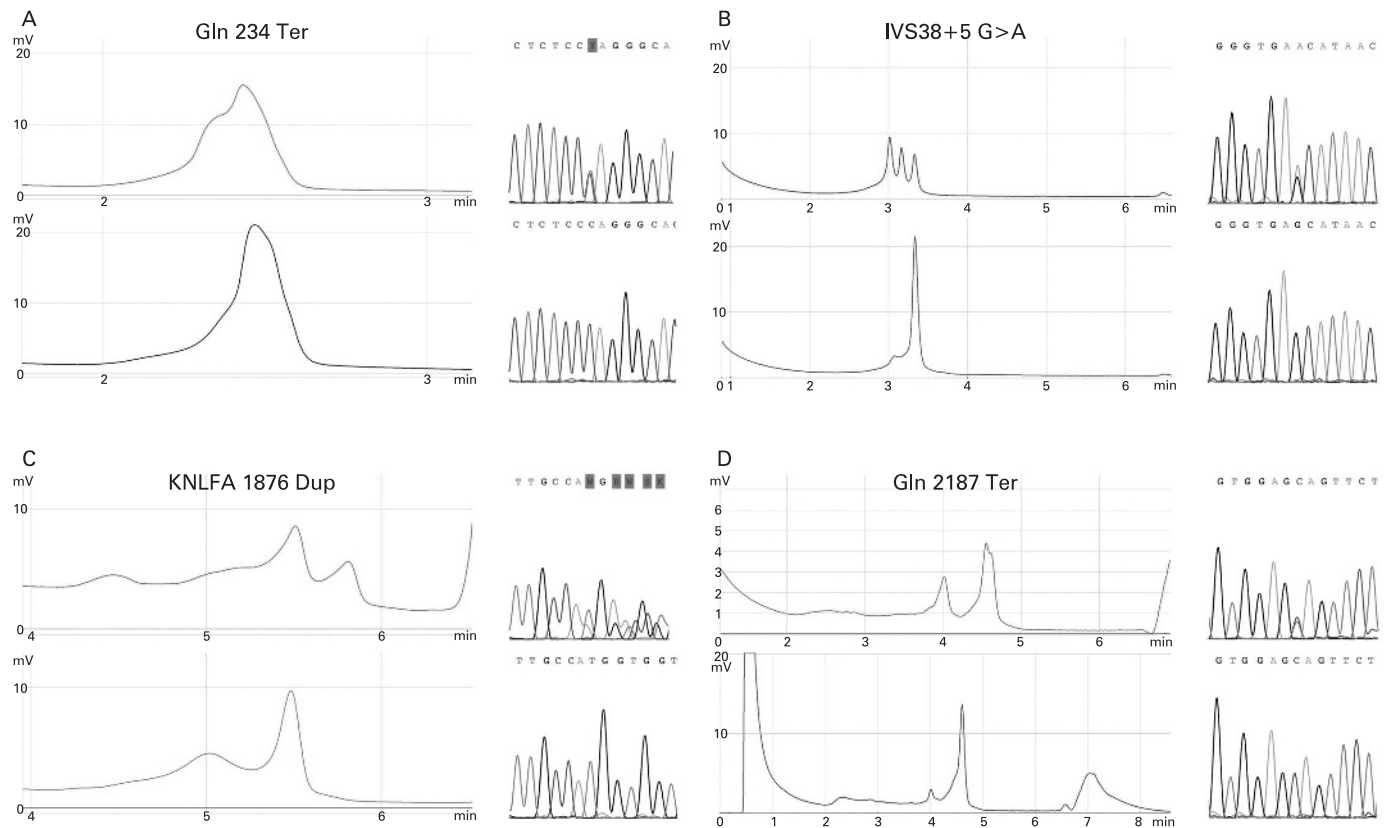 A
Gln 234 Ter
mV
20
10
0
2
3
min
C T C T C C Y A G G G C A
mV
20
10
0
2
3
min
C T C T C C C A G G G C A C
B
IVS38+5 G>A
mV
20
10
0 1
2
3
4
5
6
min
G G G T G A A C A T A A C
mV
20
10
0 1
2
3
4
5
6
min
G G G T G A G C A T A A C
C
KNLFA 1876 Dup
mV
10
0
4
5
6
min
T T G C C A
G
mV
10
0
4
5
6
min
T T G C C A T G G T G G T
D
Gln 2187 Ter
mV
6
5
4
3
2
1
0
2
3
4
5
6
min
G T G G A G C A G T T C T
20
mV
10
0
1
2
3
4
5
6
7
8
min
G T G G A G C A G T T C T